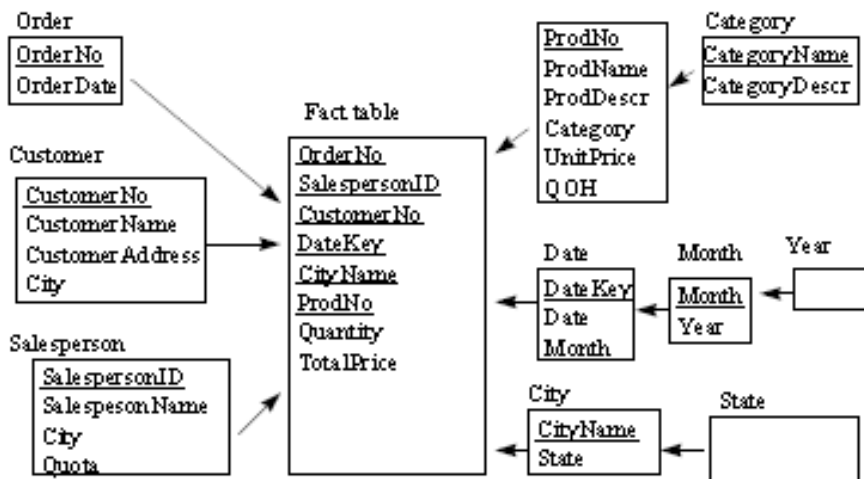 Order
OrderNo
OrderDate
Customer
CustomerNo
CustomerName
CustomerAddress
City
Salesperson
SalespersonID
SalespesonName
City
Quota
Fact table
OrderNo
SalespersonID
CustomerNo
DateKey
CityName
ProdNo
Quantity
TotalPrice
ProdNo
ProdName
ProdDescr
Category
UnitPrice
QOH
Category
CategoryName
CategoryDescr
Date
DateKey
Date
Month
Month
Month
Year
Year
City
CityName
State
State